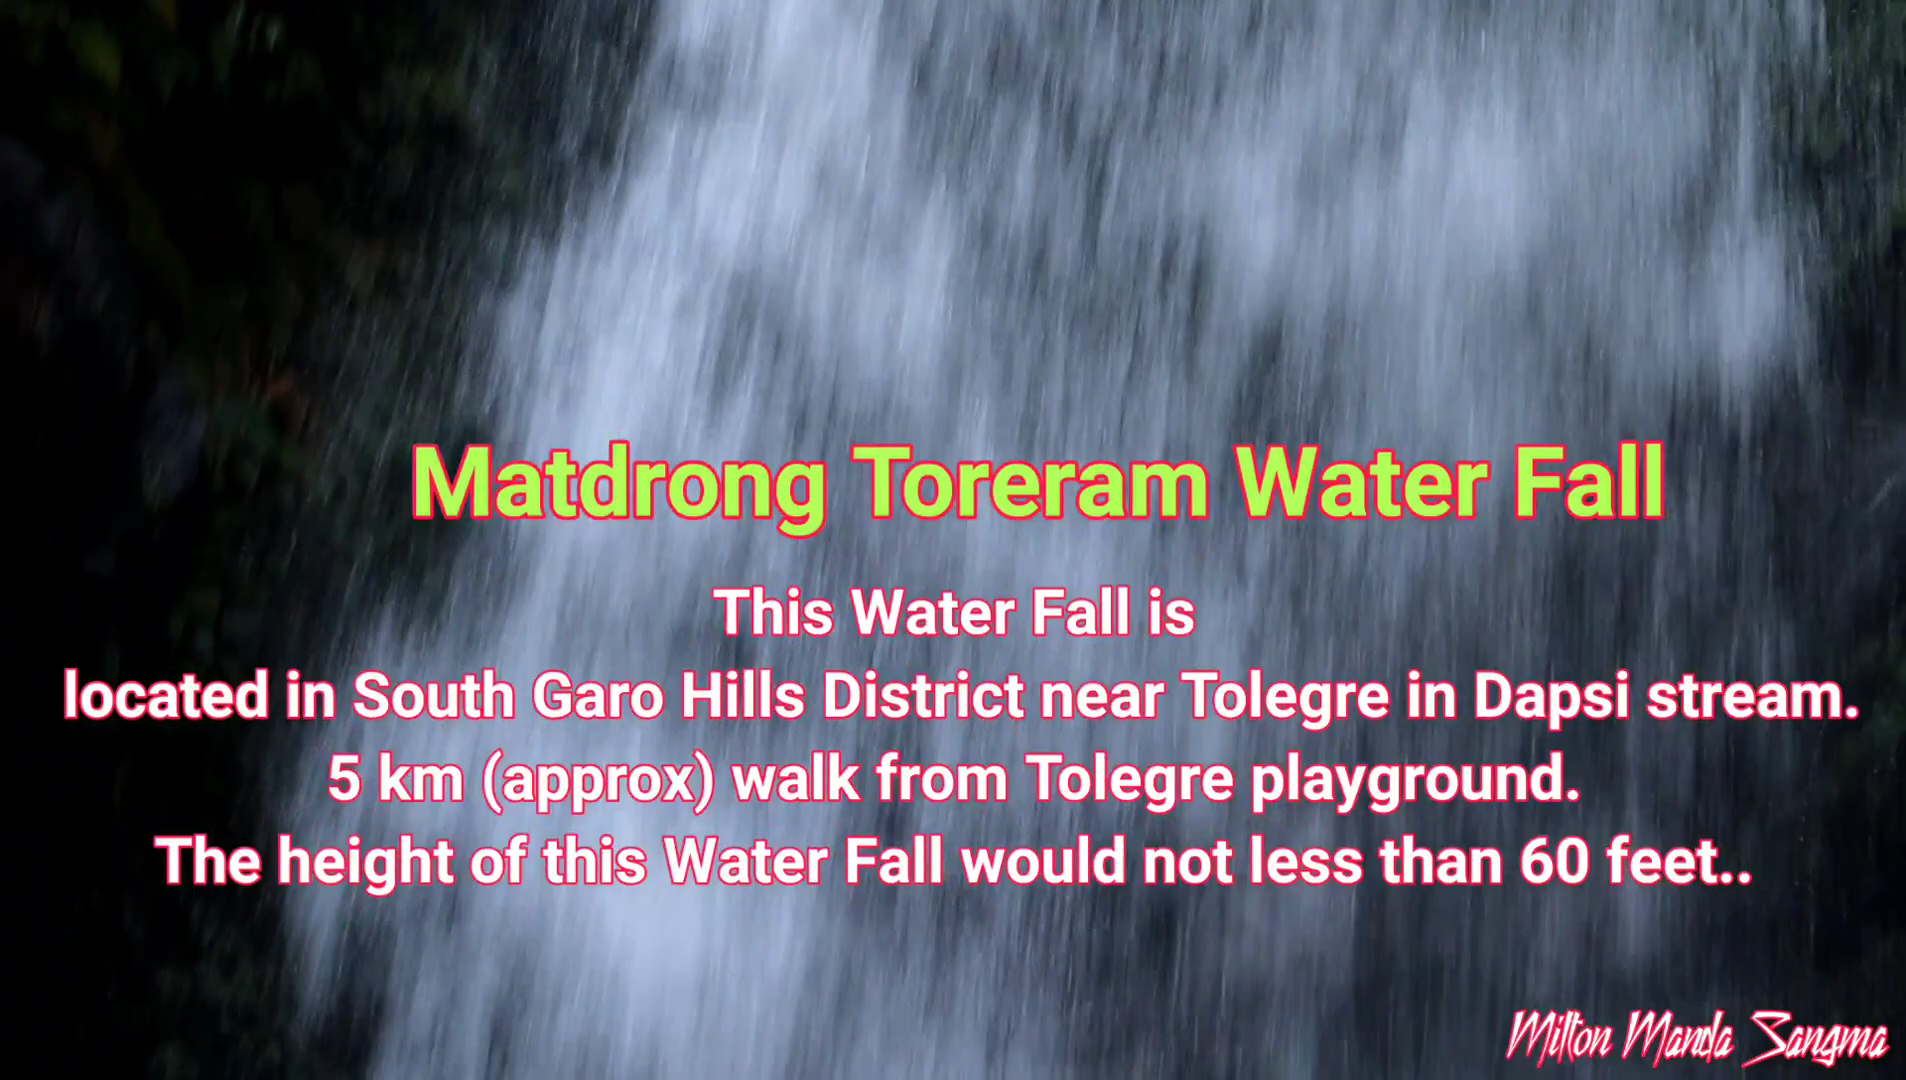 Matdrong Toreram Water Fall
This Water Fall is
located in South Garo Hills District near Tolegre in Dapsi stream.
5 km (approx) walk from Tolegre playground.
The height of this Water Fall would not less than 60 feet..
Milton Manda Sangma